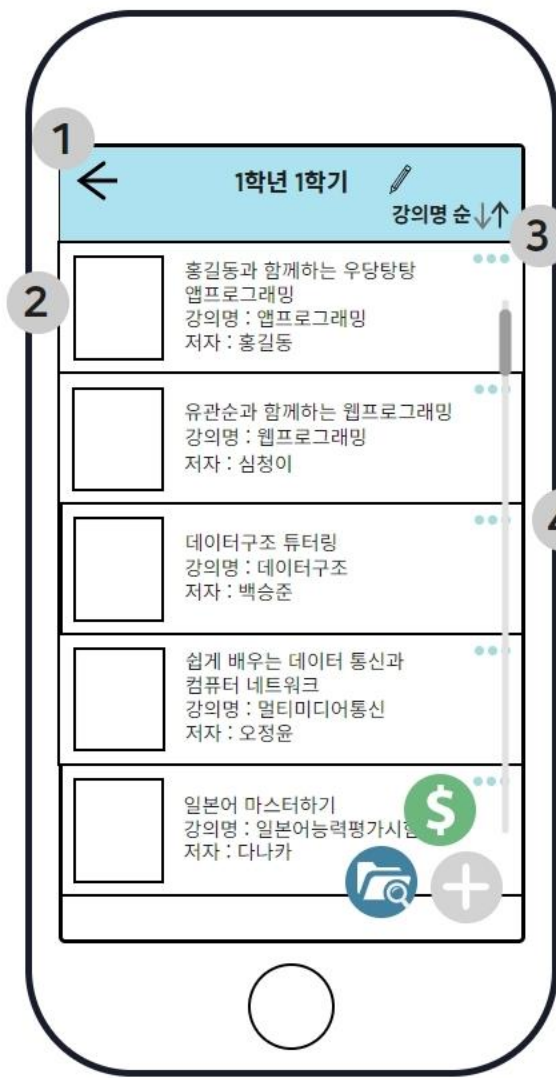 1
1학년 1학기
강의명 순
3
2
홍길동과 함께하는 우당탕탕
앱프로그래밍
강의명 : 앱프로그래밍
저자 : 홍길동
유관순과 함께하는 웹프로그래밍
강의명 : 웹프로그래밍
저자 : 심청이
4
데이터구조 튜터링
강의명 : 데이터구조
저자 : 백승준
쉽게 배우는 데이터 통신과
컴퓨터 네트워크
강의명 : 멀티미디어통신
저자 : 오정윤
일본어 마스터하기
강의명 : 일본어능력평가시험
저자 : 다나카
$